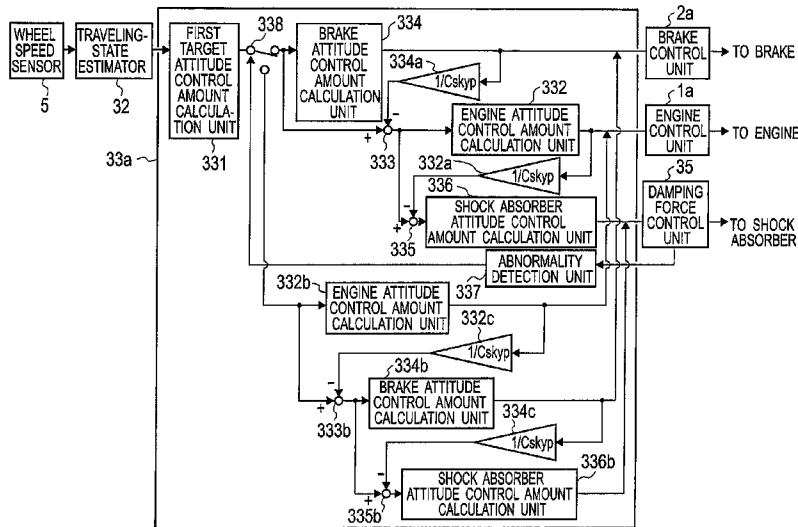 338
334
2a
WHEEL
SPEED
SENSOR
5
TRAVELING-
STATE
ESTIMATOR
32
FIRST
TARGET
ATTITUDE
CONTROL
AMOUNT
CALCULA-
TION UNIT
331
BRAKE
ATTITUDE
CONTROL
AMOUNT
CALCULATION
UNIT
334a
1/Cskyp
BRAKE
CONTROL
UNIT
TO BRAKE
33a
+
−
333
332
ENGINE ATTITUDE
CONTROL AMOUNT
CALCULATION UNIT
1a
ENGINE
CONTROL
UNIT
TO ENGINE
332a
1/Cskyp
336
SHOCK ABSORBER
ATTITUDE CONTROL
AMOUNT CALCULATION UNIT
+
−
335
35
DAMPING
FORCE
CONTROL
UNIT
TO SHOCK
ABSORBER
ABNORMALITY
DETECTION UNIT
337
332b
ENGINE ATTITUDE
CONTROL AMOUNT
CALCULATION UNIT
332c
1/Cskyp
334b
BRAKE ATTITUDE
CONTROL AMOUNT
CALCULATION UNIT
+
−
333b
334c
1/Cskyp
336b
SHOCK ABSORBER
ATTITUDE CONTROL AMOUNT
CALCULATION UNIT
+
−
335b